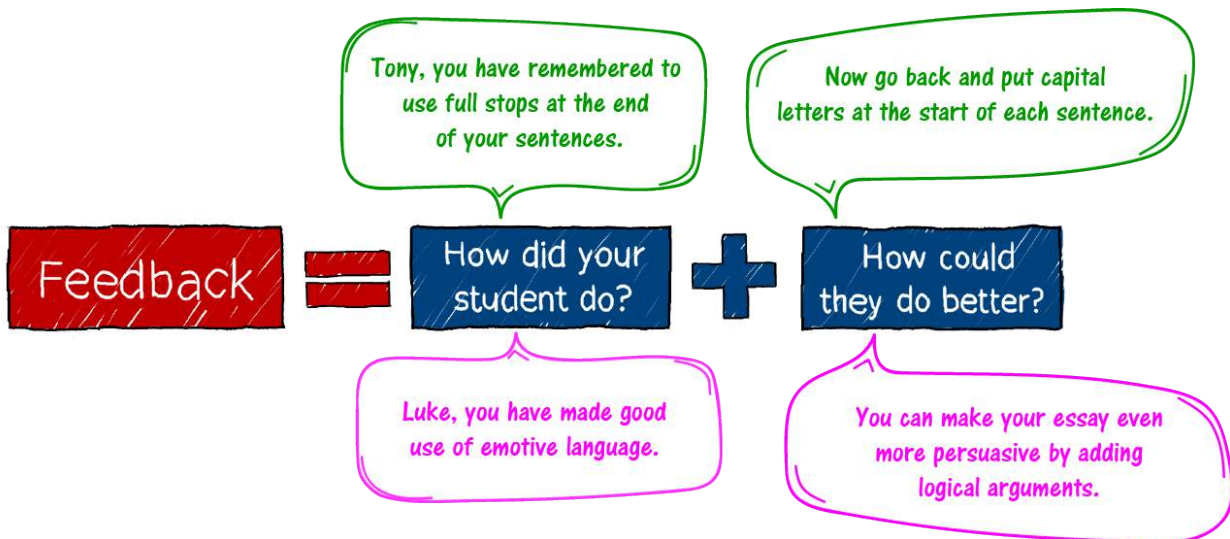 Tony, you have remembered to
use full stops at the end
of your sentences.
Now go back and put capital
letters at the start of each sentence.
Feedback
=
How did your
student do?
+
How could
they do better?
Luke, you have made good
use of emotive language.
You can make your essay even
more persuasive by adding
logical arguments.